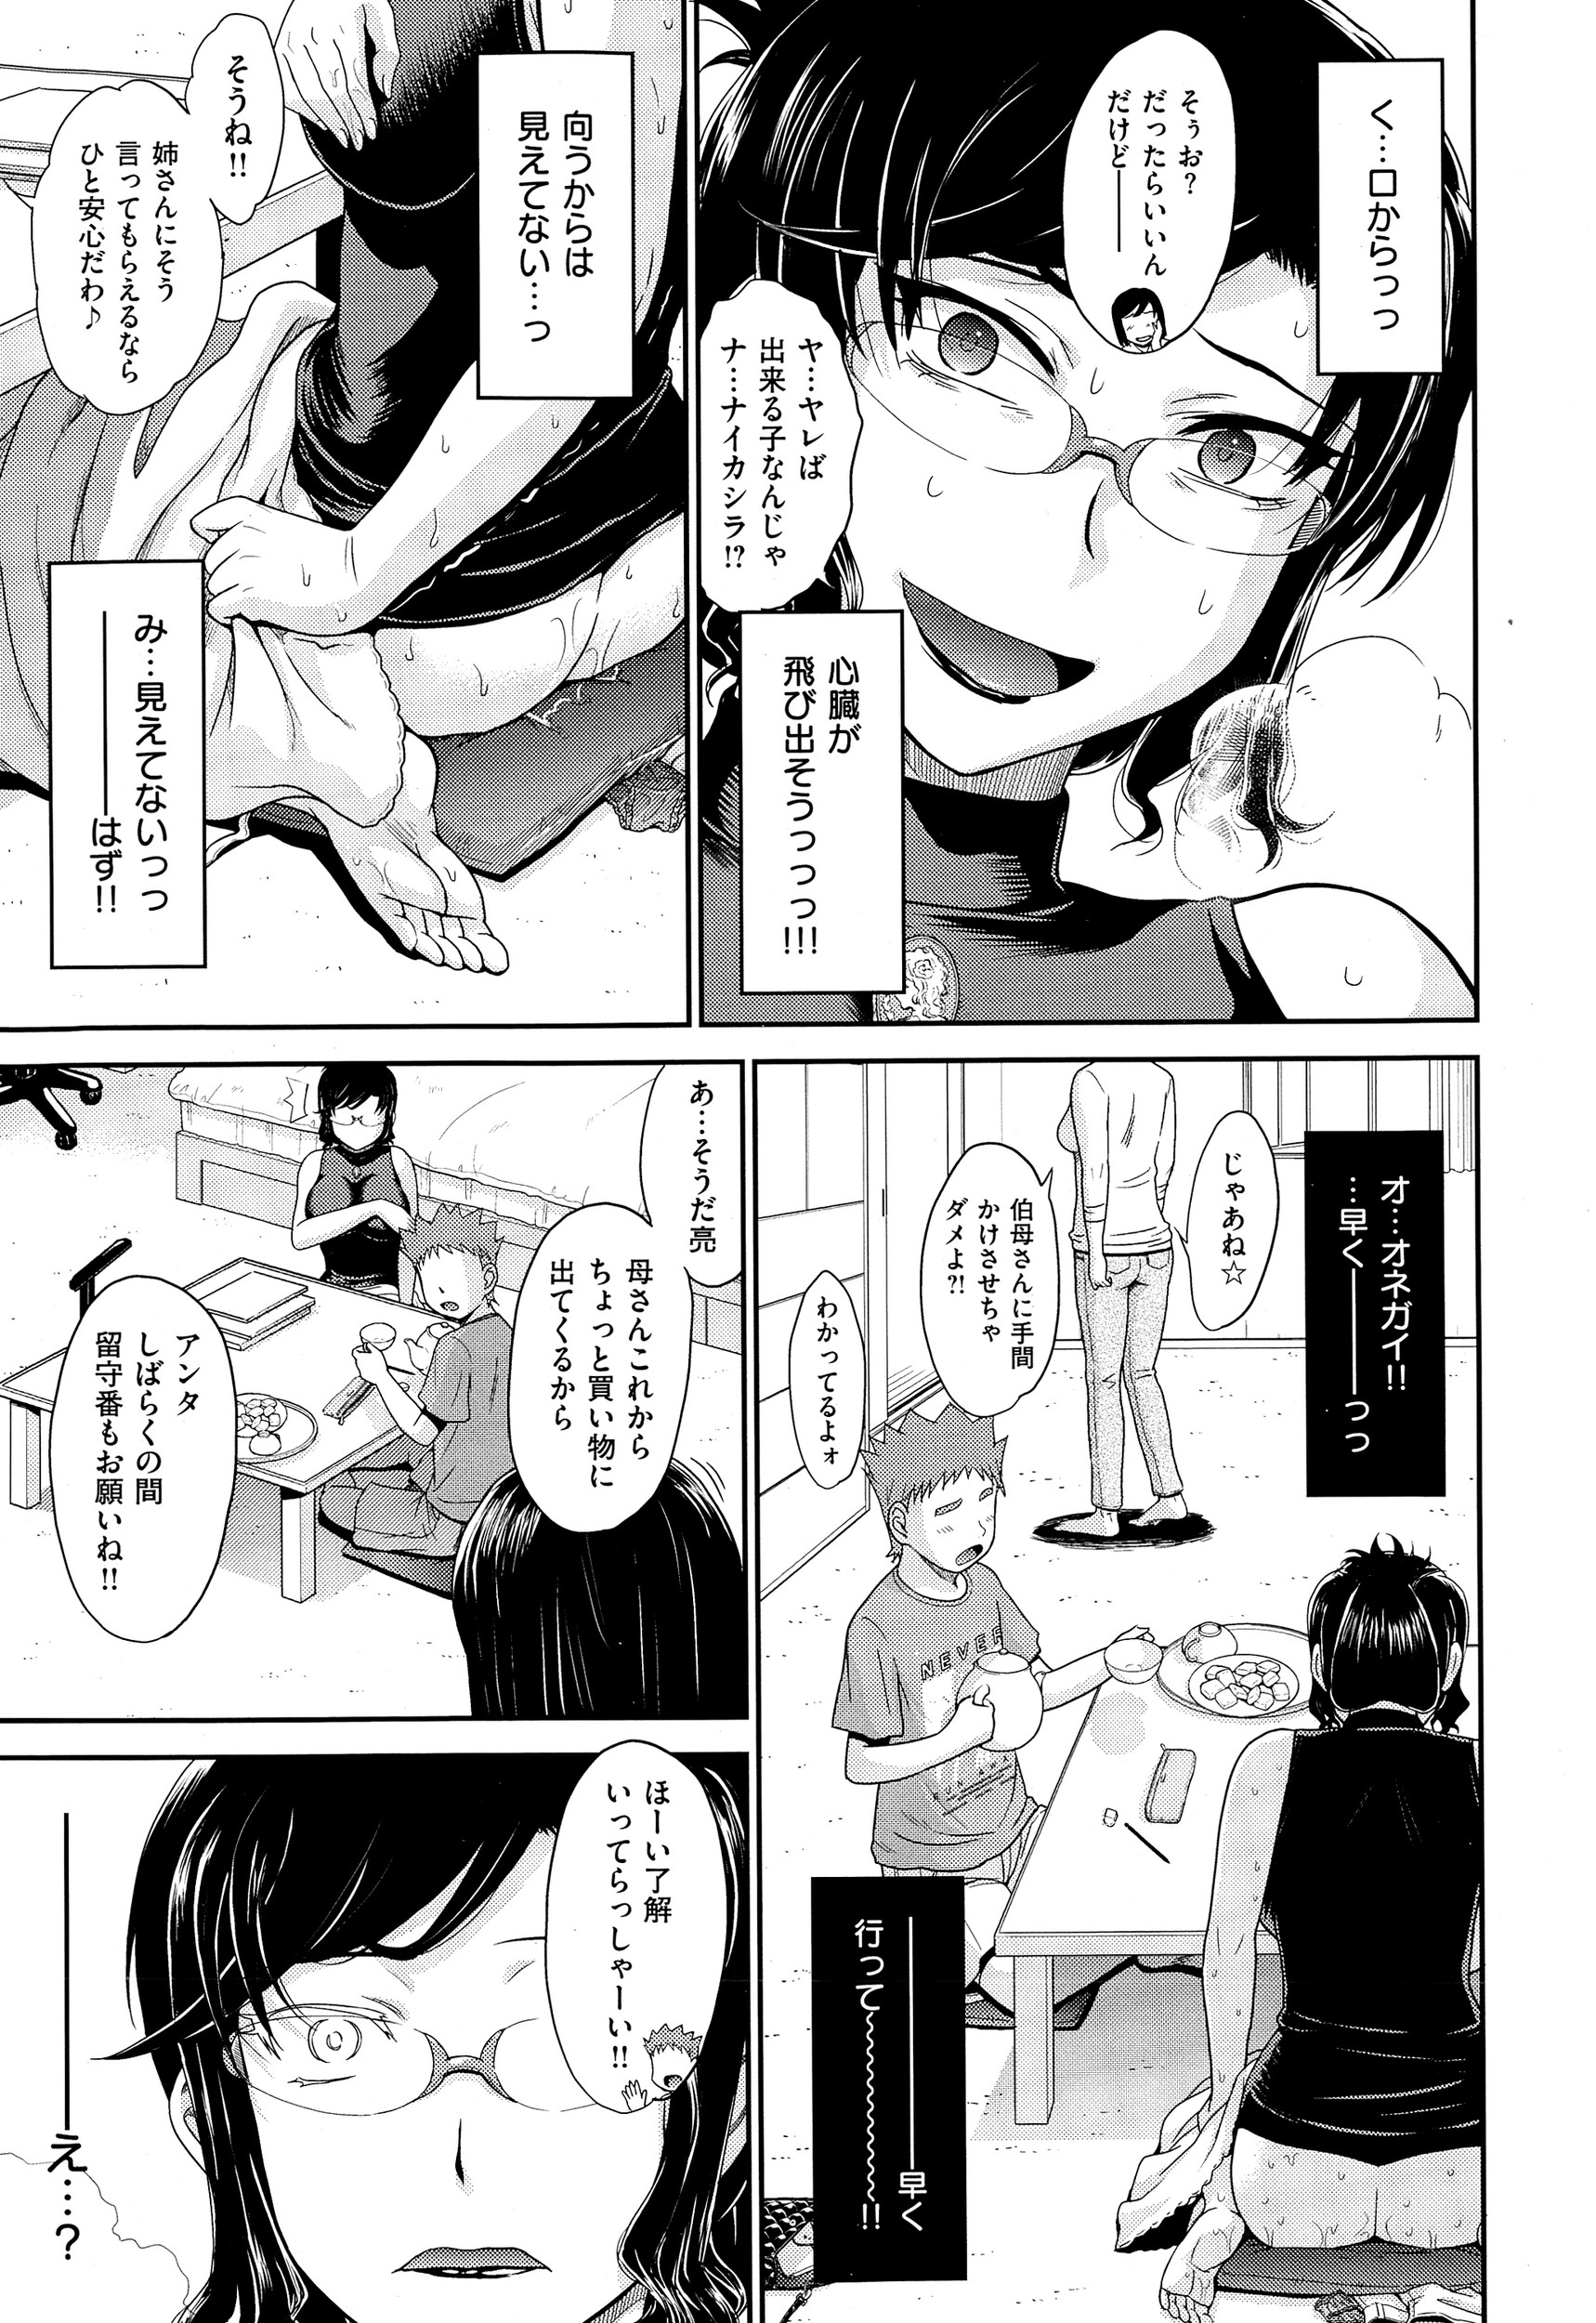 く…口からっっ
そぅお？
だったらいいん
だけど――
ヤ…ヤレば
出来る子なんじゃ
ナ…ナイカシラ!?
心臓が
飛び出そうっっっっ!!!
向うからは
見えてない…っ
そうね!!
姉さんにそう
言ってもらえるなら
ひと安心だわ♪
み…見えてないっっ
――――はず!!
オ…オネガイ!!
…早く――――っっ
じゃあね☆
伯母さんに手間
かけさせちゃ
ダメよ?!
わかってるよォ
NEVER
――――早く
行って〜〜〜〜〜!!
あ…そうだ亮
母さんこれから
ちょっと買い物に
出てくるから
アンタ
しばらくの間
留守番もお願いね!!
ほーい了解
いってらっしゃーい!!
――――え…？